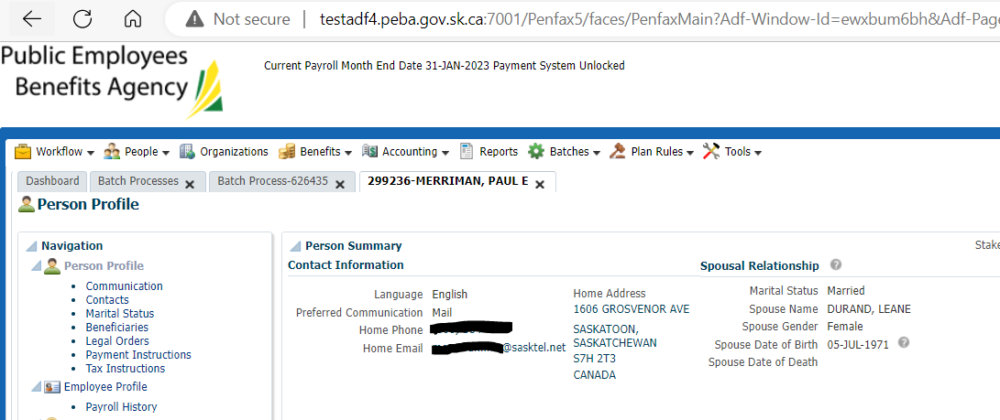 Not secure | testadf4.peba.gov.sk.ca:7001/Penfax5/faces/PenfaxMain?Adf-Window-Id=ewxbum6bh&Adf-Page
Public Employees
Benefits Agency
Current Payroll Month End Date 31-JAN-2023 Payment System Unlocked
Workflow People Organizations Benefits Accounting Reports Batches Plan Rules Tools
Dashboard Batch Processes Batch Process-626435 299236-MERRIMAN, PAUL E
Person Profile
Navigation
Person Profile
Communication
Contacts
Marital Status
Beneficiaries
Legal Orders
Payment Instructions
Tax Instructions
Employee Profile
Payroll History
Person Summary
Stake
Contact Information
Language English
Preferred Communication Mail
Home Phone
Home Email @sasktel.net
Home Address
1606 GROSVENOR AVE
SASKATOON,
SASKATCHEWAN
S7H 2T3
CANADA
Spousal Relationship
Marital Status Married
Spouse Name DURAND, LEANE
Spouse Gender Female
Spouse Date of Birth 05-JUL-1971
Spouse Date of Death